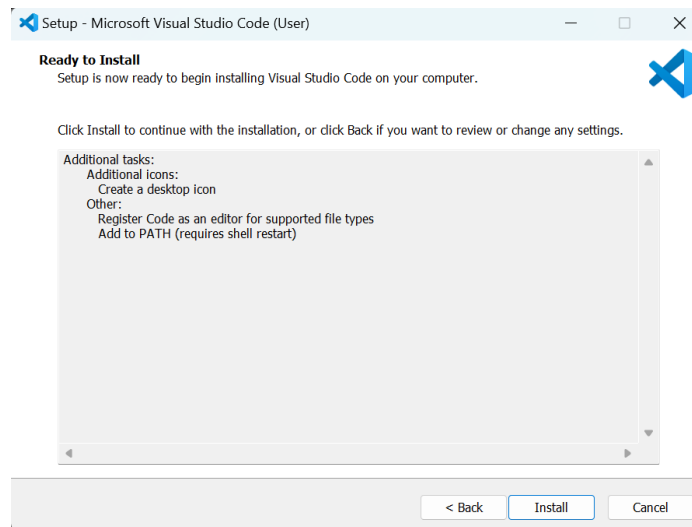 Setup - Microsoft Visual Studio Code (User)
Ready to Install
Setup is now ready to begin installing Visual Studio Code on your computer.
Click Install to continue with the installation, or click Back if you want to review or change any settings.
Additional tasks:
Additional icons:
Create a desktop icon
Other:
Register Code as an editor for supported file types
Add to PATH (requires shell restart)
< Back Install Cancel